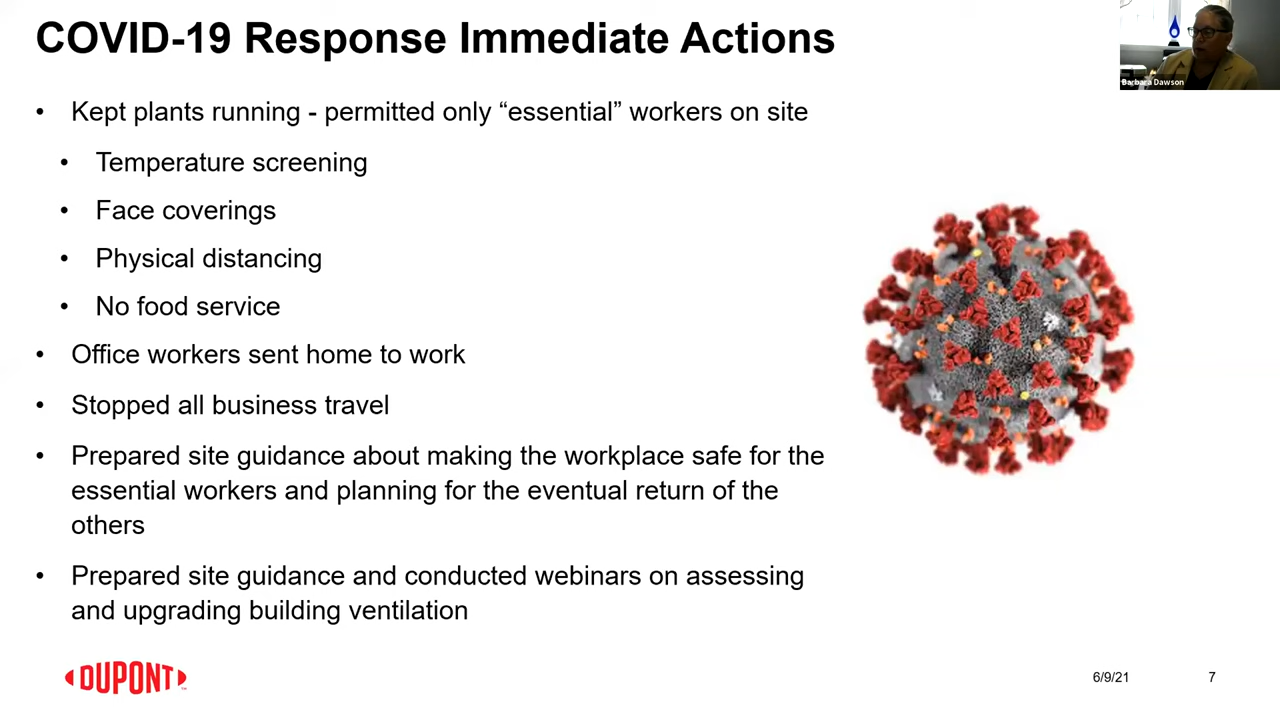 COVID-19 Response Immediate Actions
Barbara Dawson
• Kept plants running - permitted only “essential” workers on site
• Temperature screening
• Face coverings
• Physical distancing
• No food service
• Office workers sent home to work
• Stopped all business travel
• Prepared site guidance about making the workplace safe for the
essential workers and planning for the eventual return of the
others
• Prepared site guidance and conducted webinars on assessing
and upgrading building ventilation
DUPONT™
6/9/21
7